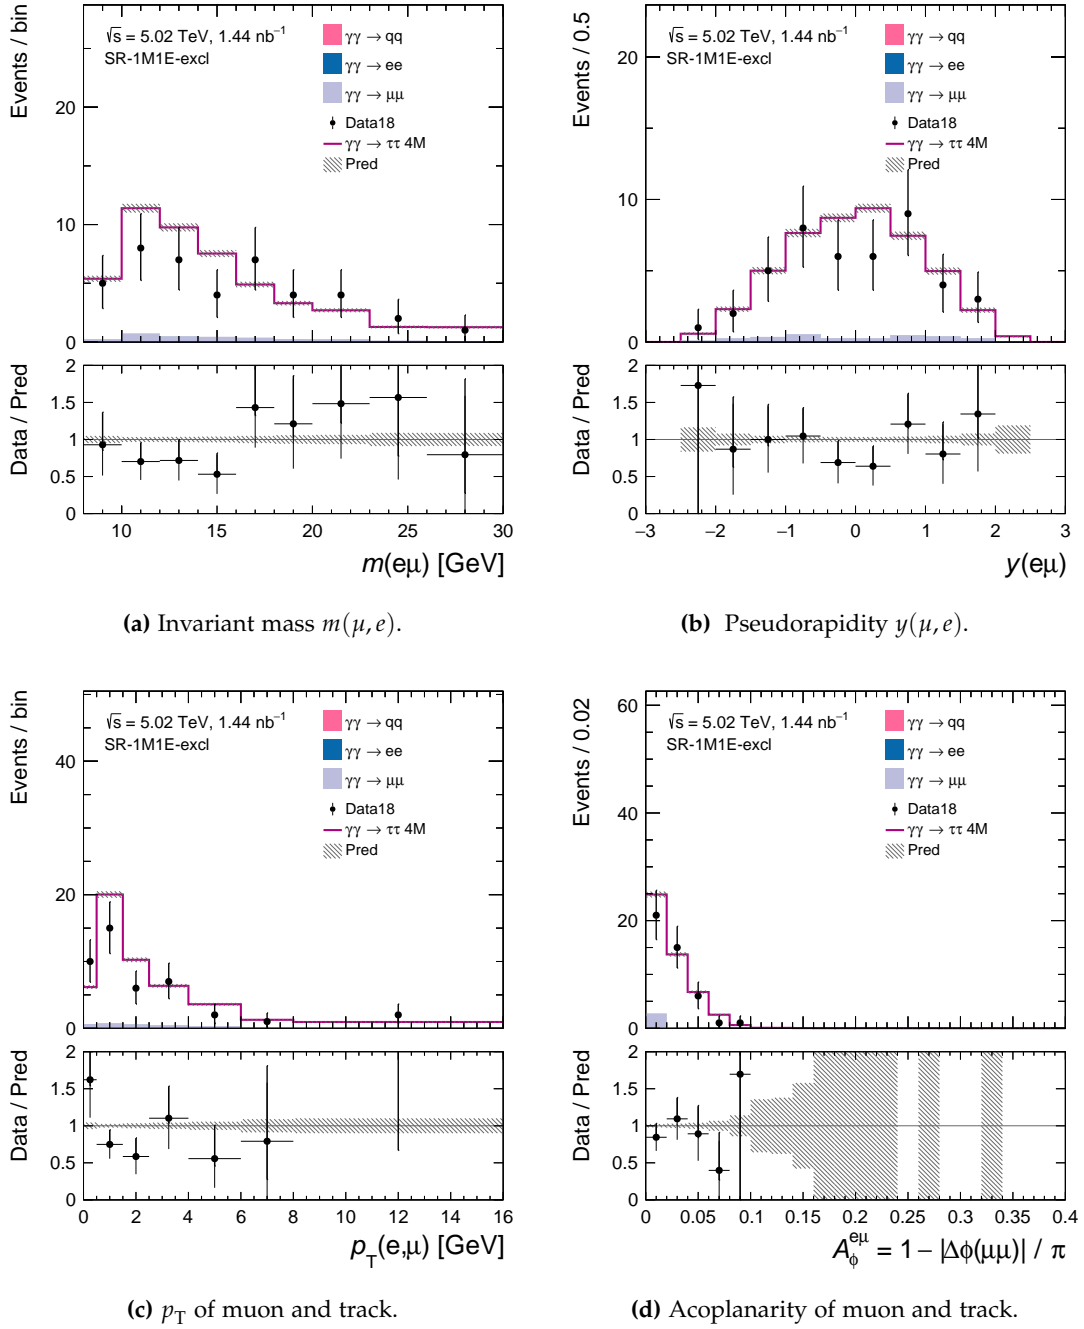 Events / bin
√s = 5.02 TeV, 1.44 nb⁻¹
SR-1M1E-excl
γγ → qq
γγ → ee
γγ → μμ
Data18
γγ → ττ 4M
Pred
20
10
0
Data / Pred
2
1.5
1
0.5
0
10 15 20 25 30
m(eμ) [GeV]
(a) Invariant mass m(μ, e).
Events / 0.5
√s = 5.02 TeV, 1.44 nb⁻¹
SR-1M1E-excl
γγ → qq
γγ → ee
γγ → μμ
Data18
γγ → ττ 4M
Pred
20
10
0
Data / Pred
2
1.5
1
0.5
0
−3 −2 −1 0 1 2 3
y(eμ)
(b) Pseudorapidity y(μ, e).
Events / bin
√s = 5.02 TeV, 1.44 nb⁻¹
SR-1M1E-excl
γγ → qq
γγ → ee
γγ → μμ
Data18
γγ → ττ 4M
Pred
40
20
0
Data / Pred
2
1.5
1
0.5
0
0 2 4 6 8 10 12 14 16
p_T(e,μ) [GeV]
(c) p_T of muon and track.
Events / 0.02
√s = 5.02 TeV, 1.44 nb⁻¹
SR-1M1E-excl
γγ → qq
γγ → ee
γγ → μμ
Data18
γγ → ττ 4M
Pred
60
40
20
0
Data / Pred
2
1.5
1
0.5
0
0 0.05 0.1 0.15 0.2 0.25 0.3 0.35 0.4
A_ϕ^eμ = 1 − |Δϕ(μμ)| / π
(d) Acoplanarity of muon and track.